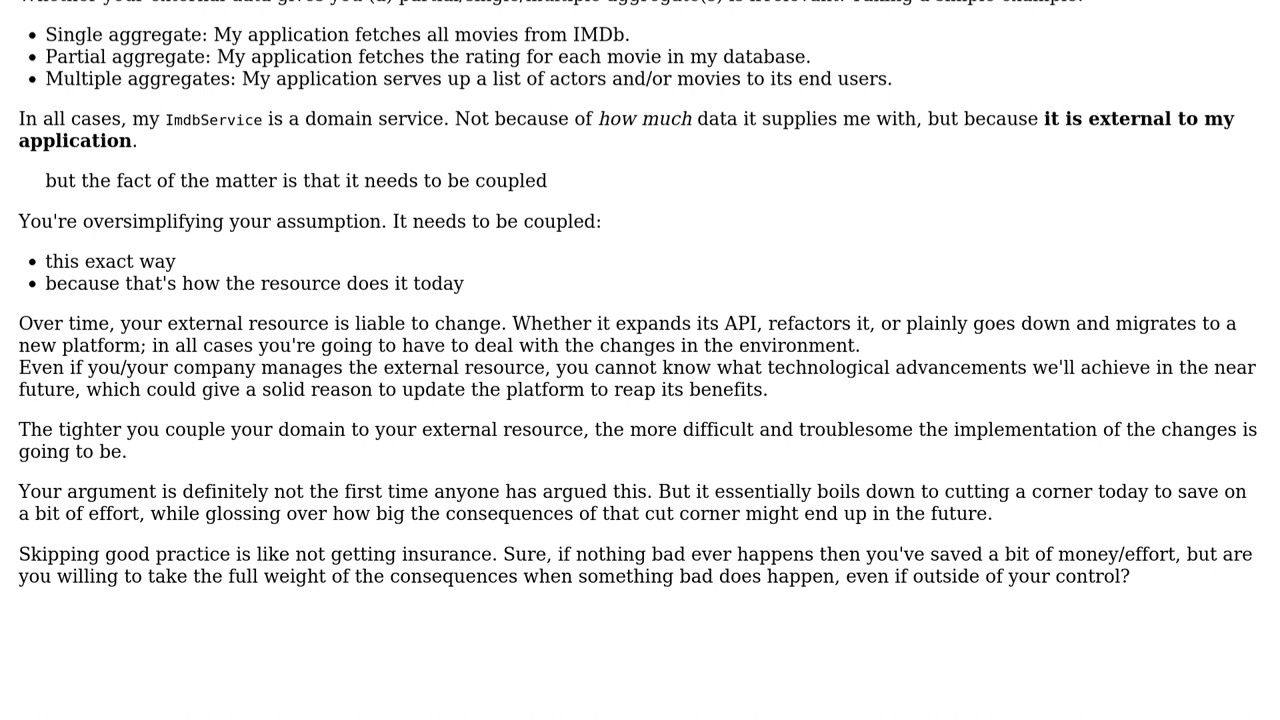 Whether your external data gives you (a) partial/single/multiple aggregate(s) is irrelevant. Taking a simple example:
Single aggregate: My application fetches all movies from IMDb.
Partial aggregate: My application fetches the rating for each movie in my database.
Multiple aggregates: My application serves up a list of actors and/or movies to its end users.
In all cases, my ImdbService is a domain service. Not because of how much data it supplies me with, but because it is external to my
application.
but the fact of the matter is that it needs to be coupled
You're oversimplifying your assumption. It needs to be coupled:
this exact way
because that's how the resource does it today
Over time, your external resource is liable to change. Whether it expands its API, refactors it, or plainly goes down and migrates to a
new platform; in all cases you're going to have to deal with the changes in the environment.
Even if you/your company manages the external resource, you cannot know what technological advancements we'll achieve in the near
future, which could give a solid reason to update the platform to reap its benefits.
The tighter you couple your domain to your external resource, the more difficult and troublesome the implementation of the changes is
going to be.
Your argument is definitely not the first time anyone has argued this. But it essentially boils down to cutting a corner today to save on
a bit of effort, while glossing over how big the consequences of that cut corner might end up in the future.
Skipping good practice is like not getting insurance. Sure, if nothing bad ever happens then you've saved a bit of money/effort, but are
you willing to take the full weight of the consequences when something bad does happen, even if outside of your control?